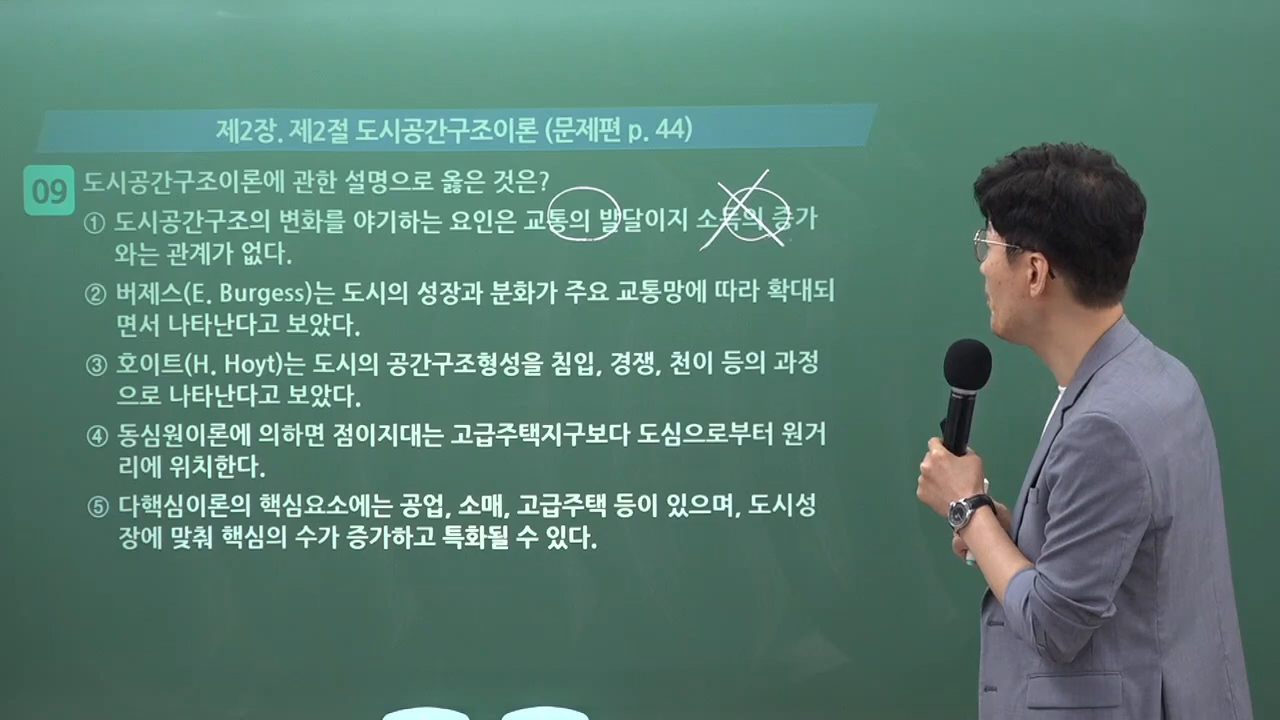 제2장. 제2절 도시공간구조이론 (문제편 p. 44)
09 도시공간구조이론에 관한 설명으로 옳은 것은?
① 도시공간구조의 변화를 야기하는 요인은 교통의 발달이지 소득의 증가
와는 관계가 없다.
② 버제스(E. Burgess)는 도시의 성장과 분화가 주요 교통망에 따라 확대되
면서 나타난다고 보았다.
③ 호이트(H. Hoyt)는 도시의 공간구조형성을 침입, 경쟁, 천이 등의 과정
으로 나타난다고 보았다.
④ 동심원이론에 의하면 점이지대는 고급주택지구보다 도심으로부터 원거
리에 위치한다.
⑤ 다핵심이론의 핵심요소에는 공업, 소매, 고급주택 등이 있으며, 도시성
장에 맞춰 핵심의 수가 증가하고 특화될 수 있다.